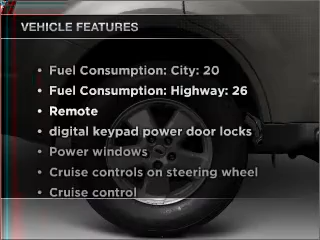 VEHICLE FEATURES
• Fuel Consumption: City: 20
• Fuel Consumption: Highway: 26
• Remote
• digital keypad power door locks
• Power windows
• Cruise controls on steering wheel
• Cruise control